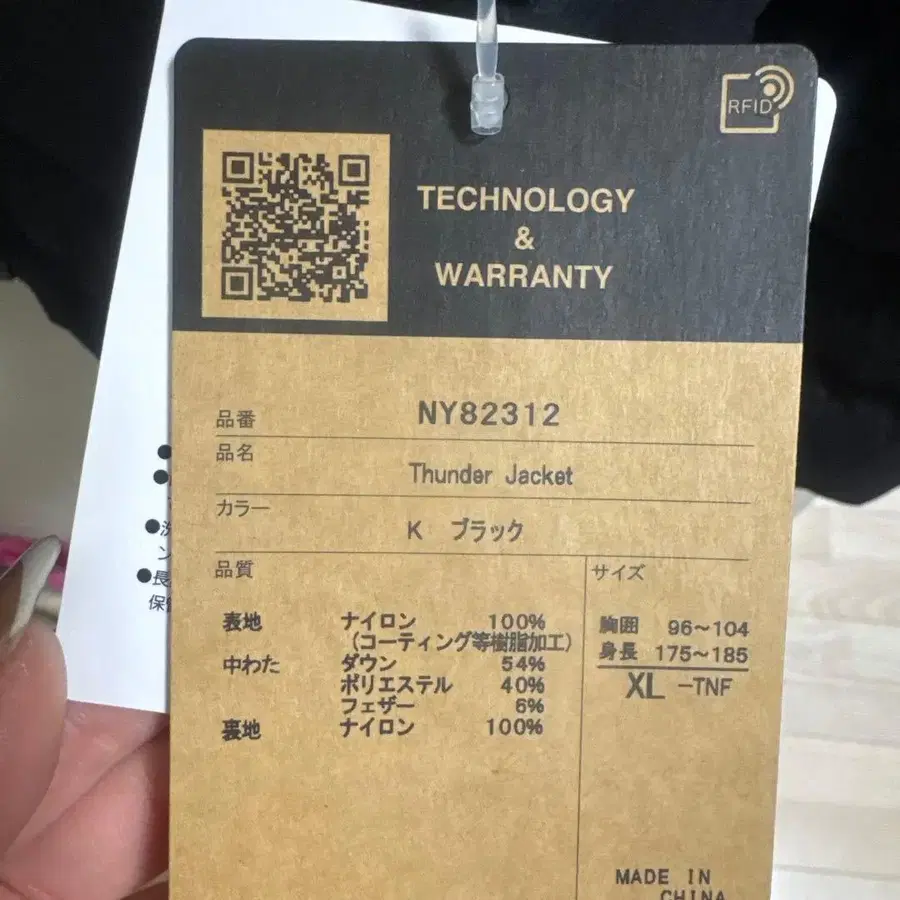 RFID
TECHNOLOGY
&
WARRANTY
品番 NY82312
品名 Thunder Jacket
カラー K ブラック
品質
表地 ナイロン 100%
(コーティング等樹脂加工)
中わた ダウン 54%
ポリエステル 40%
フェザー 6%
裏地 ナイロン 100%
サイズ
胸囲 96~104
身長 175~185
XL -TNF
MADE IN
CHINA
●
●
●洗
ン
●長
保